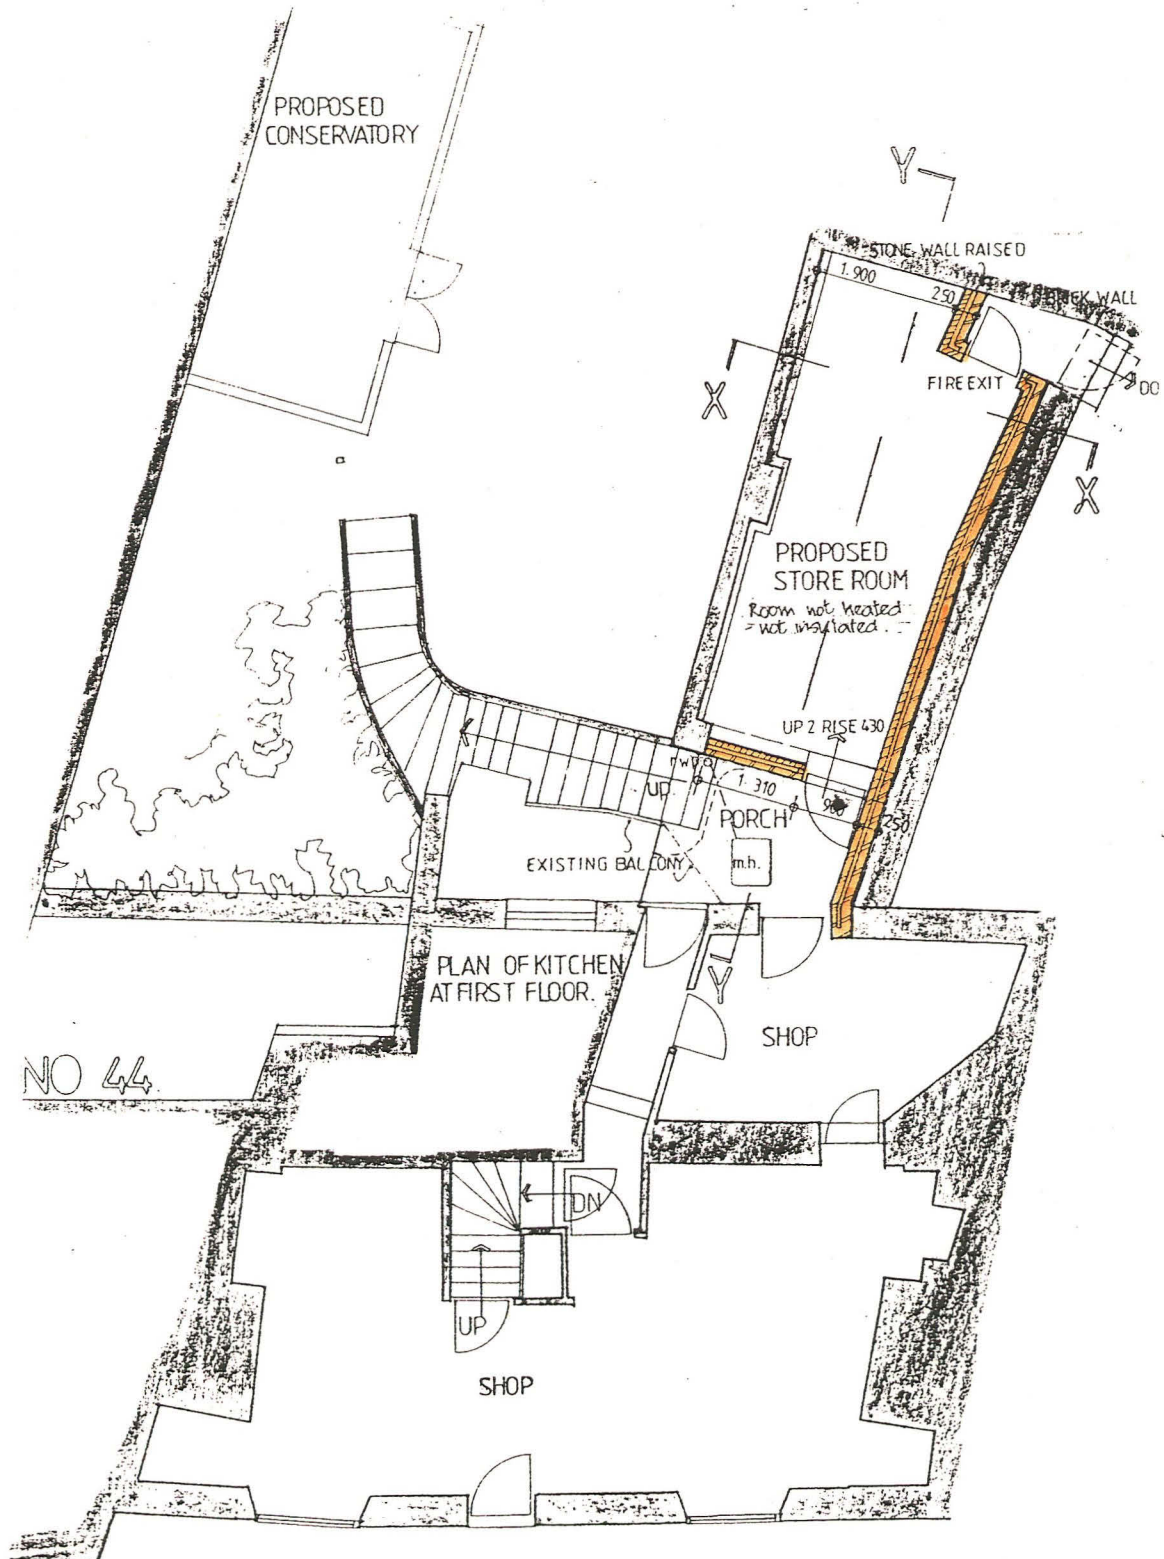 PROPOSED
CONSERVATORY
Y
STONE WALL RAISED
1.900
250
BRICK WALL
FIRE EXIT
DO
X
X
PROPOSED
STORE ROOM
Room not heated
not insulated.
UP 2 RISE 430
rwp
UP.
1.310
900
250
PORCH
EXISTING BALCONY
m.h.
PLAN OF KITCHEN
AT FIRST FLOOR.
Y
SHOP
NO 44.
DN
UP
SHOP